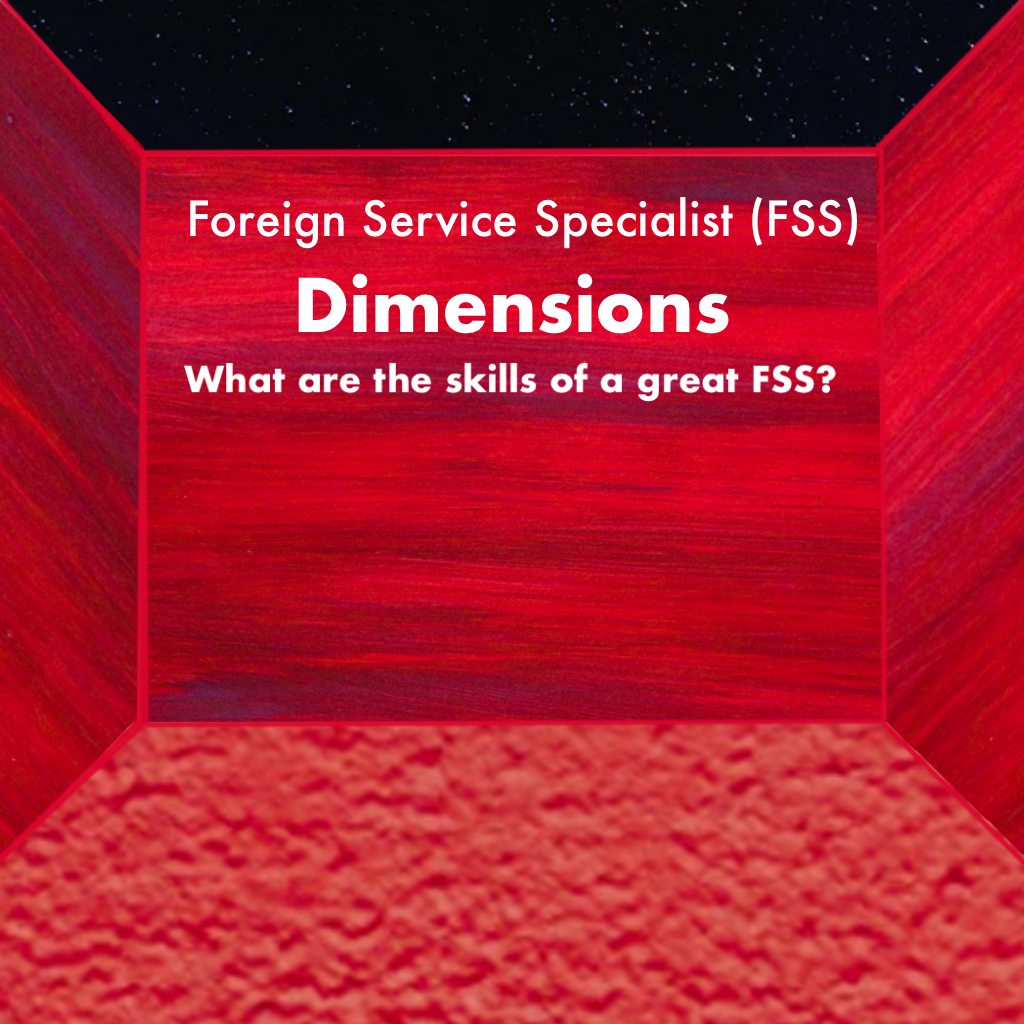 Foreign Service Specialist (FSS)
Dimensions
What are the skills of a great FSS?